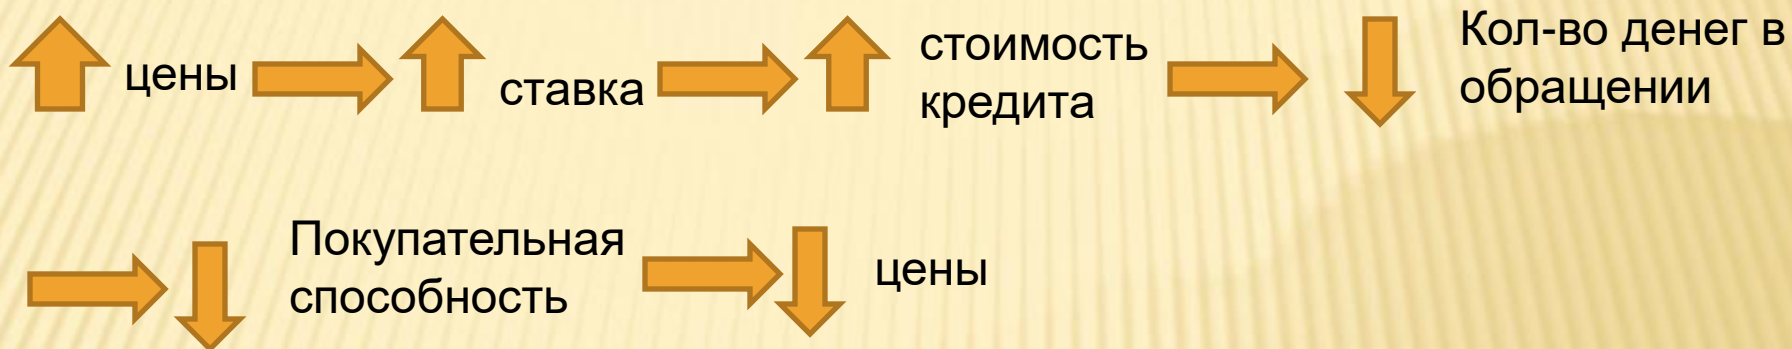 цены
ставка
стоимость
кредита
Кол-во денег в
обращении
Покупательная
способность
цены